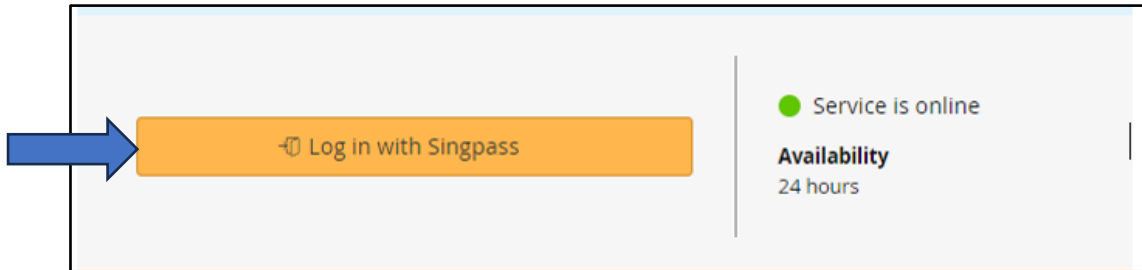 Log in with Singpass
Service is online
Availability
24 hours